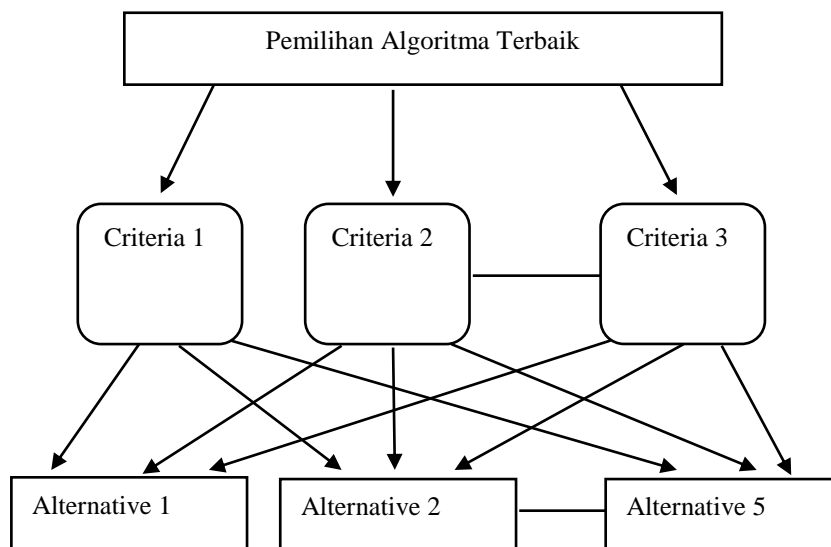 Pemilihan Algoritma Terbaik
Criteria 1
Criteria 2
Criteria 3
Alternative 1
Alternative 2
Alternative 5